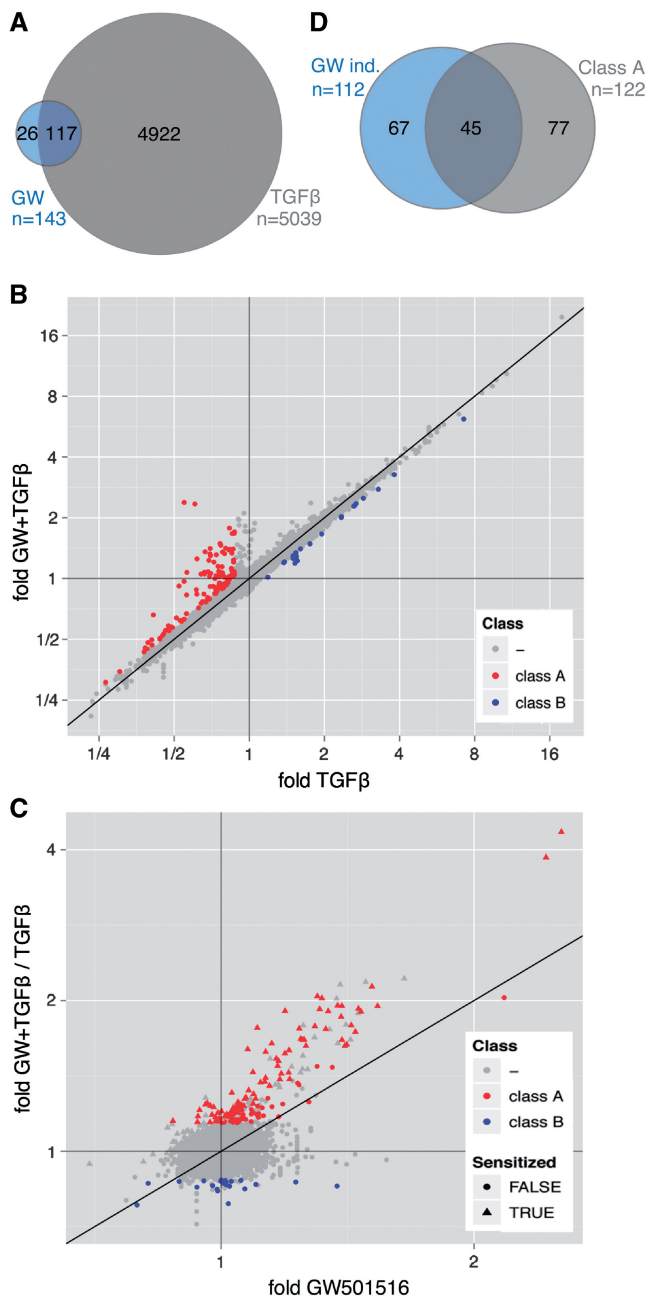 A
26
117
4922
GW
n=143
TGFβ
n=5039
D
GW ind.
n=112
Class A
n=122
67
45
77
B
fold GW+TGFβ
16
8
4
2
1
1/2
1/4
Class
–
class A
class B
1/4
1/2
1
2
4
8
16
fold TGFβ
C
fold GW+TGFβ / TGFβ
4
2
1
Class
–
class A
class B
Sensitized
FALSE
TRUE
1
2
fold GW501516